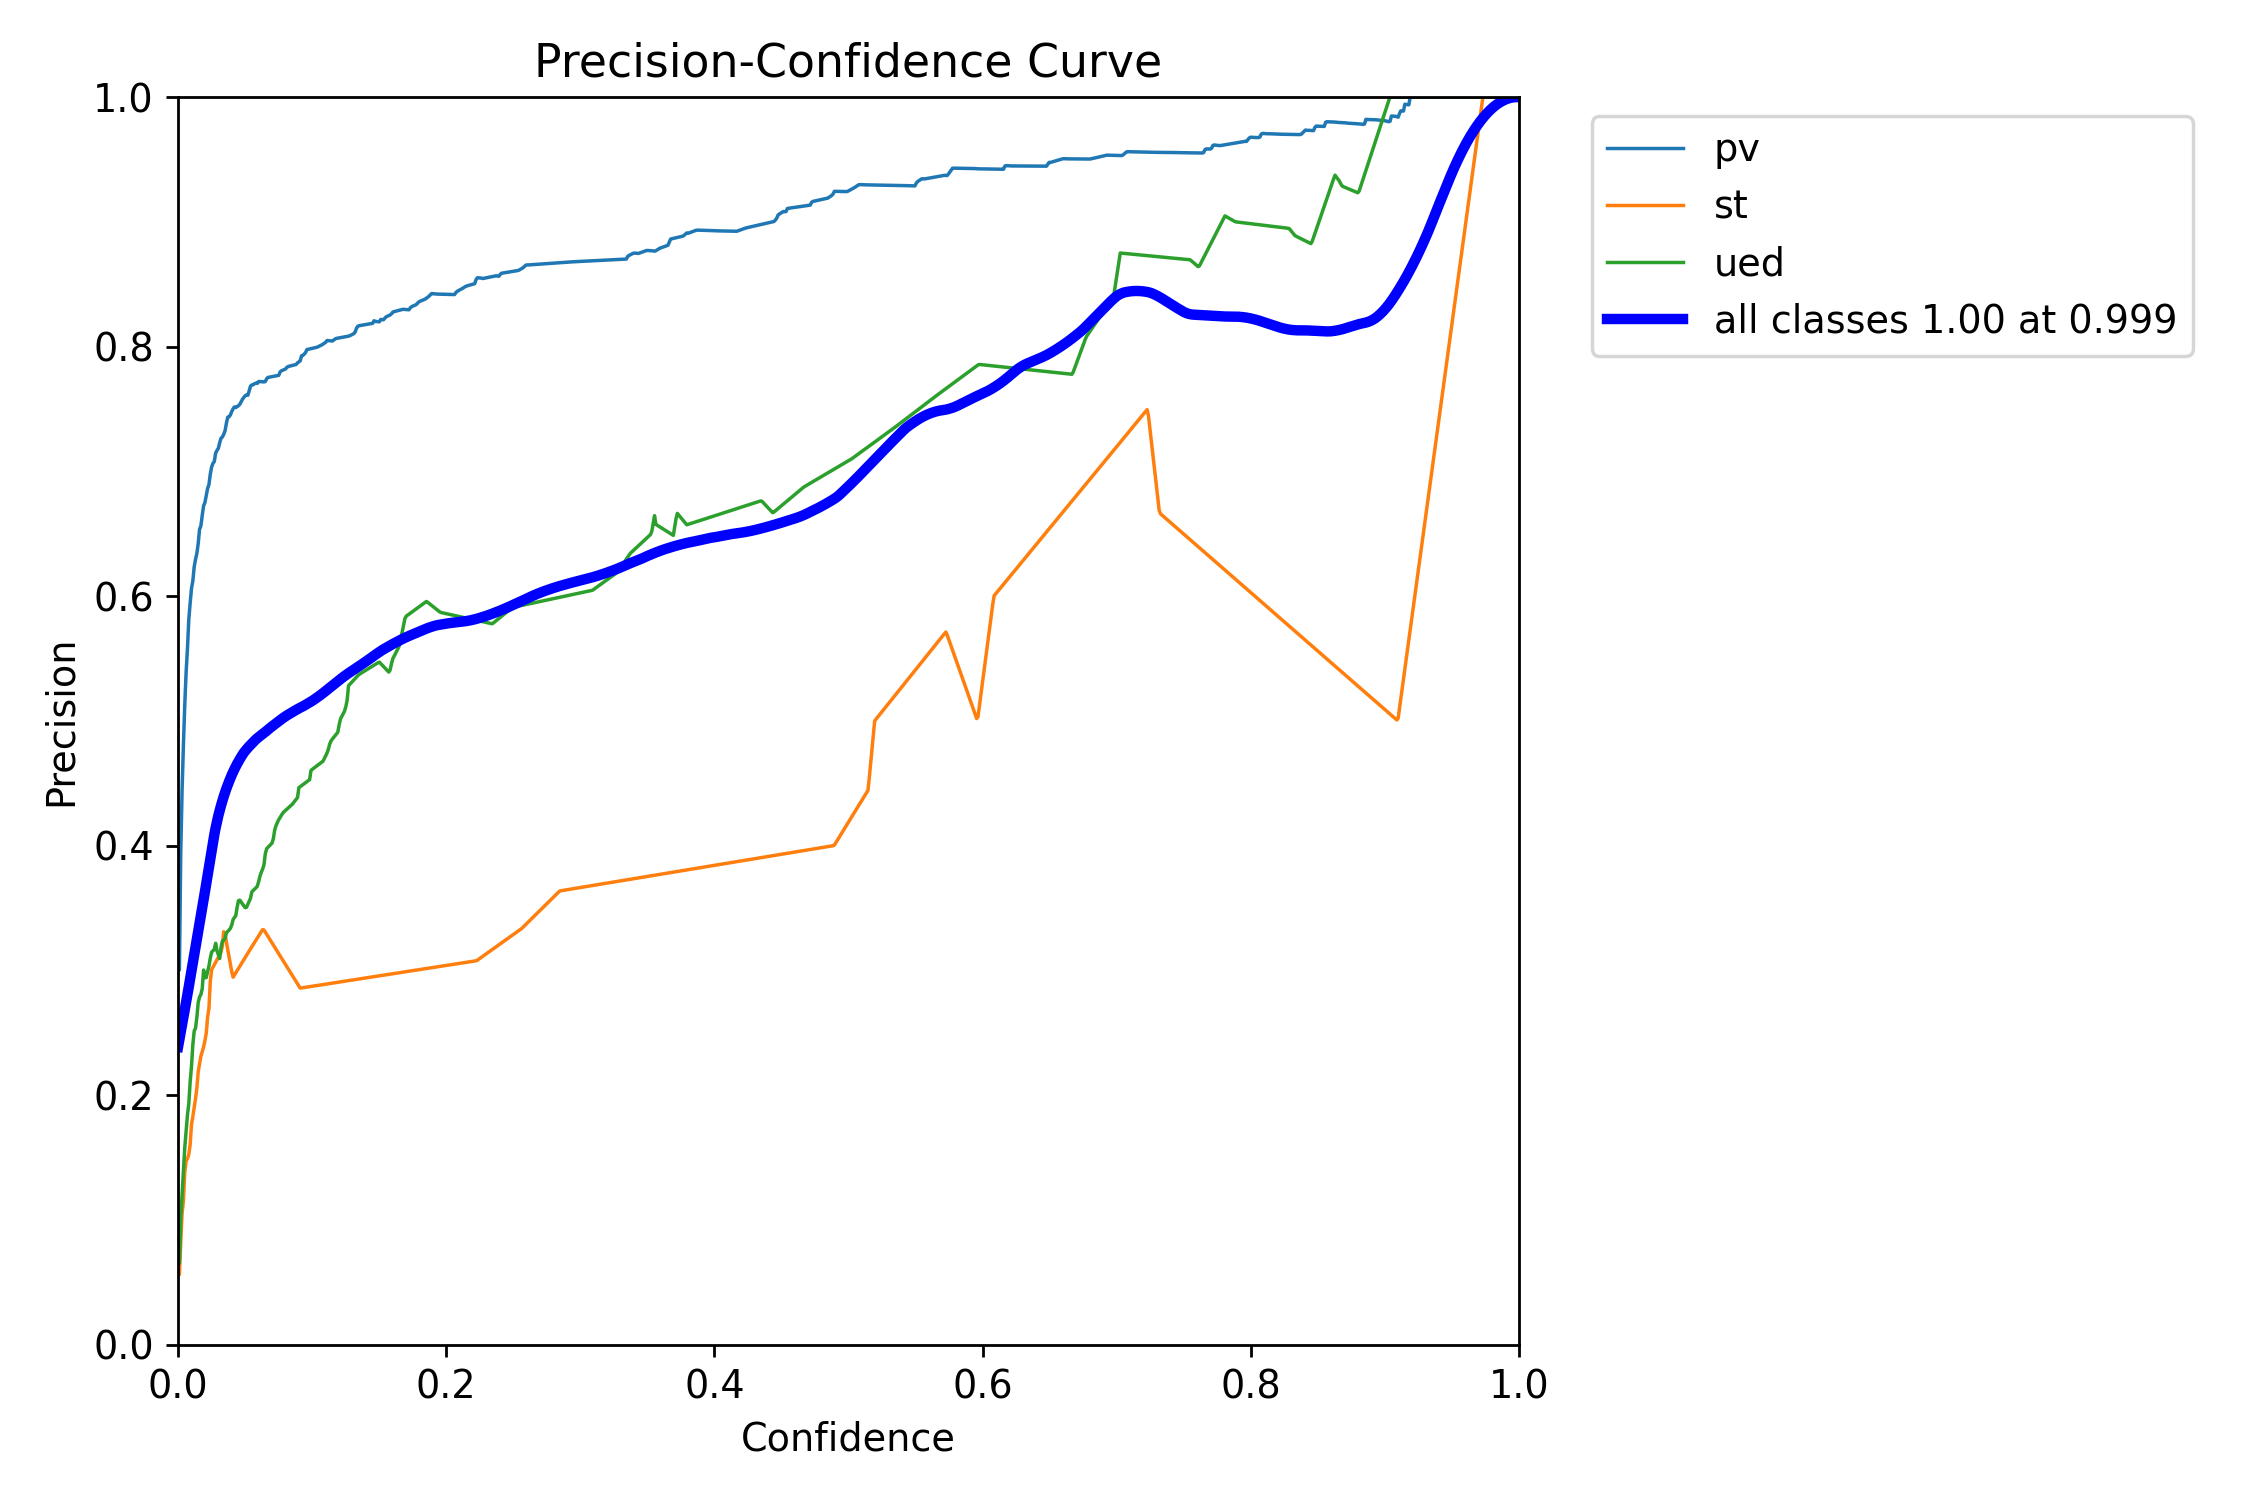 Precision-Confidence Curve
1.0
0.8
0.6
0.4
0.2
0.0
Precision
0.0 0.2 0.4 0.6 0.8 1.0
Confidence
pv
st
ued
all classes 1.00 at 0.999